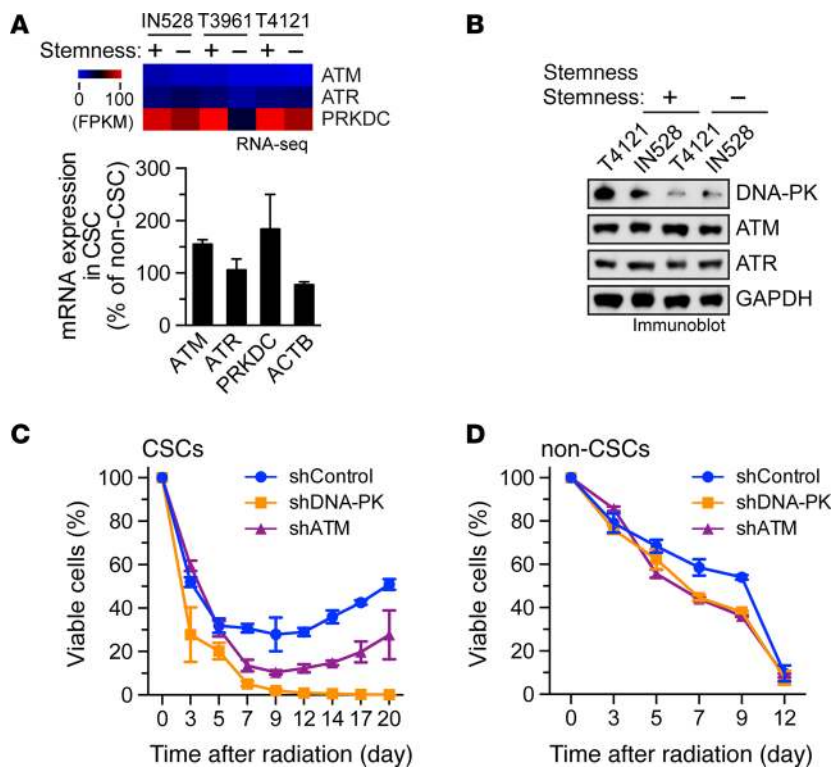 A
IN528 T3961 T4121
Stemness: + − + − + −
ATM
ATR
PRKDC
0 100
(FPKM)
RNA-seq
mRNA expression
in CSC
(% of non-CSC)
300
200
100
0
ATM
ATR
PRKDC
ACTB
B
Stemness
Stemness: + −
T4121 IN528 T4121 IN528
DNA-PK
ATM
ATR
GAPDH
Immunoblot
C
CSCs
shControl
shDNA-PK
shATM
Viable cells (%)
100
80
60
40
20
0
0 3 5 7 9 12 14 17 20
Time after radiation (day)
D
non-CSCs
shControl
shDNA-PK
shATM
Viable cells (%)
100
80
60
40
20
0
0 3 5 7 9 12
Time after radiation (day)